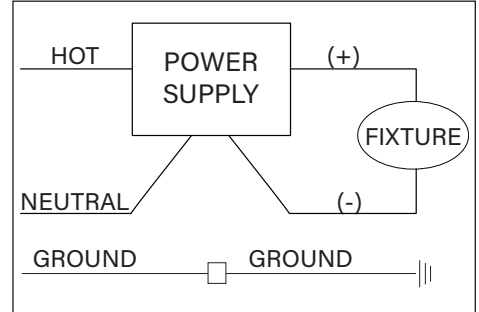 HOT
POWER
SUPPLY
(+)
FIXTURE
NEUTRAL
(-)
GROUND
GROUND